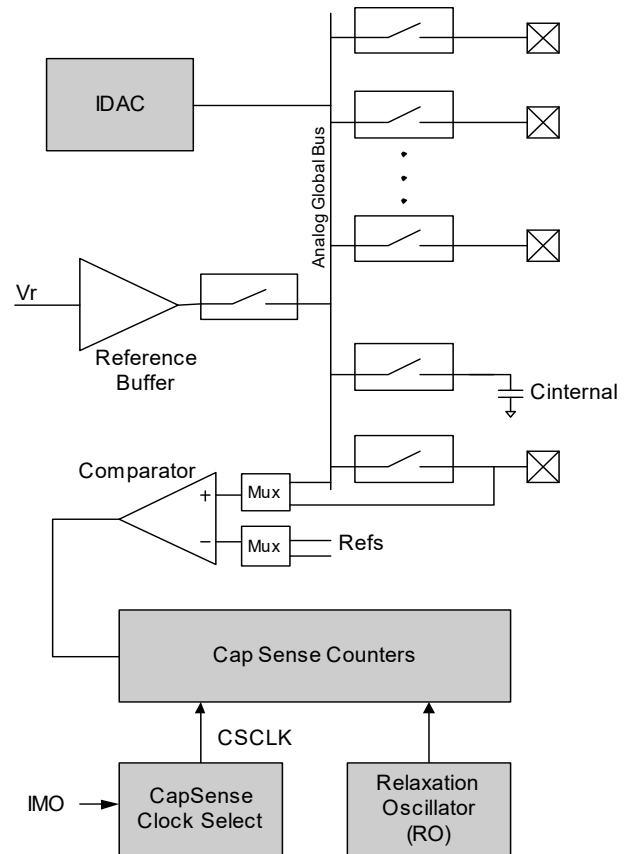 IDAC
Analog Global Bus
Vr
Reference
Buffer
Cinternal
Comparator
+
Mux
−
Mux
Refs
Cap Sense Counters
CSCLK
IMO
CapSense
Clock Select
Relaxation
Oscillator
(RO)